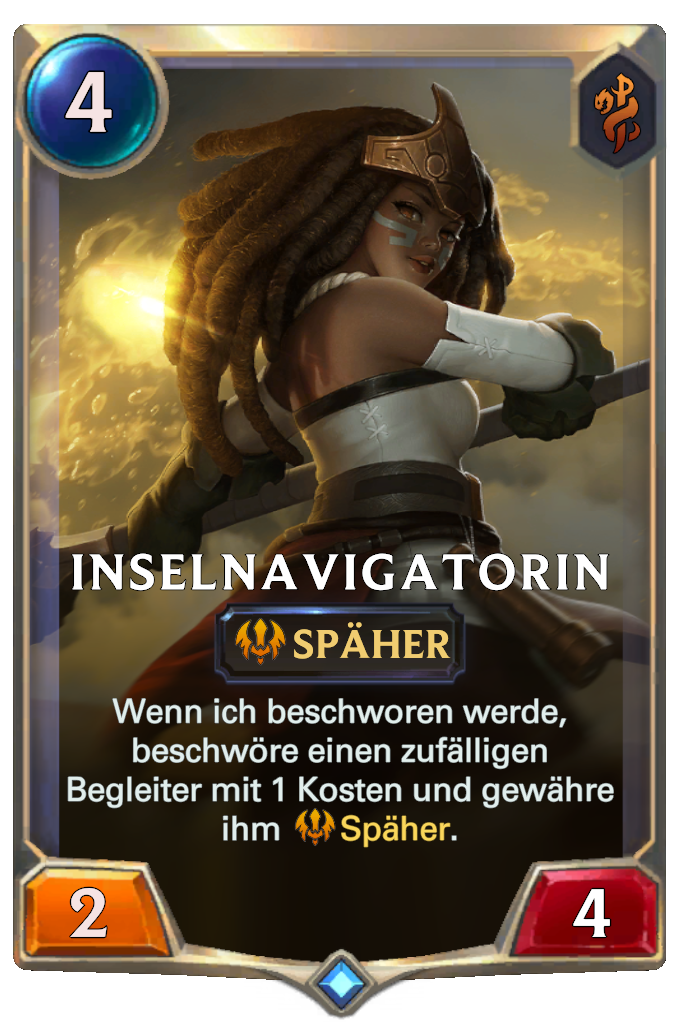 4
INSELNAVIGATORIN
SPÄHER
Wenn ich beschworen werde,
beschwöre einen zufälligen
Begleiter mit 1 Kosten und gewähre
ihm Späher.
2
4